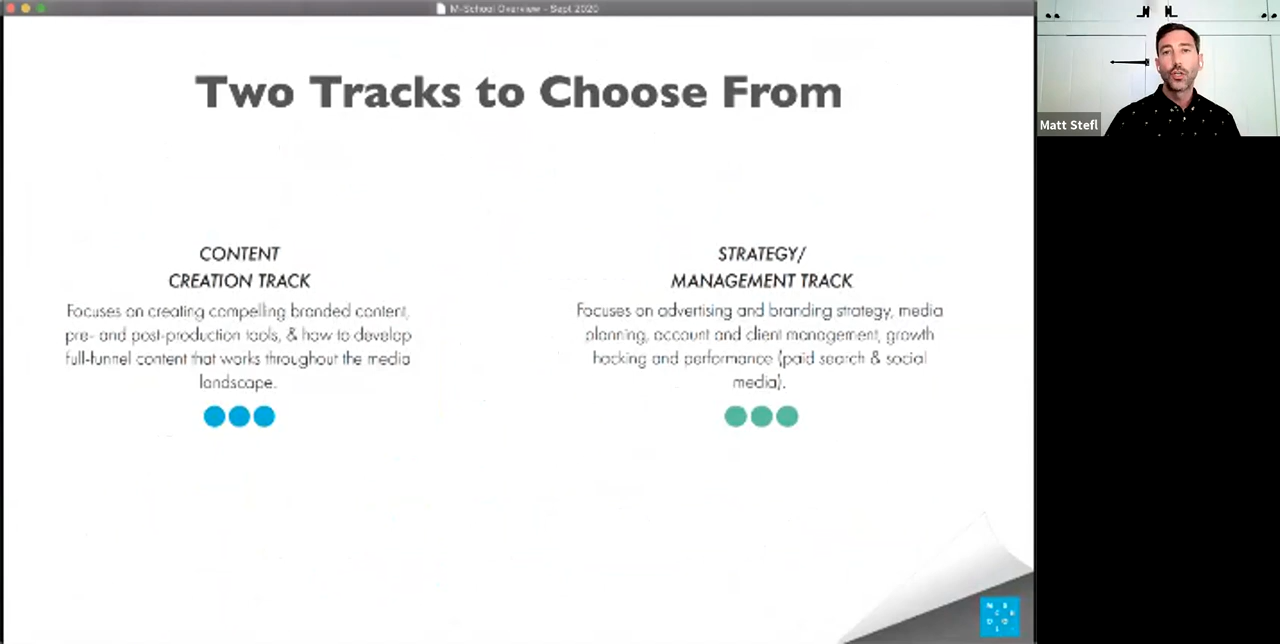 M-School Overview - Sept 2020
Two Tracks to Choose From
CONTENT
CREATION TRACK
Focuses on creating compelling branded content,
pre- and post-production tools, & how to develop
full-funnel content that works throughout the media
landscape.
STRATEGY/
MANAGEMENT TRACK
Focuses on advertising and branding strategy, media
planning, account and client management, growth
hacking and performance (paid search & social
media).
Matt Stefl